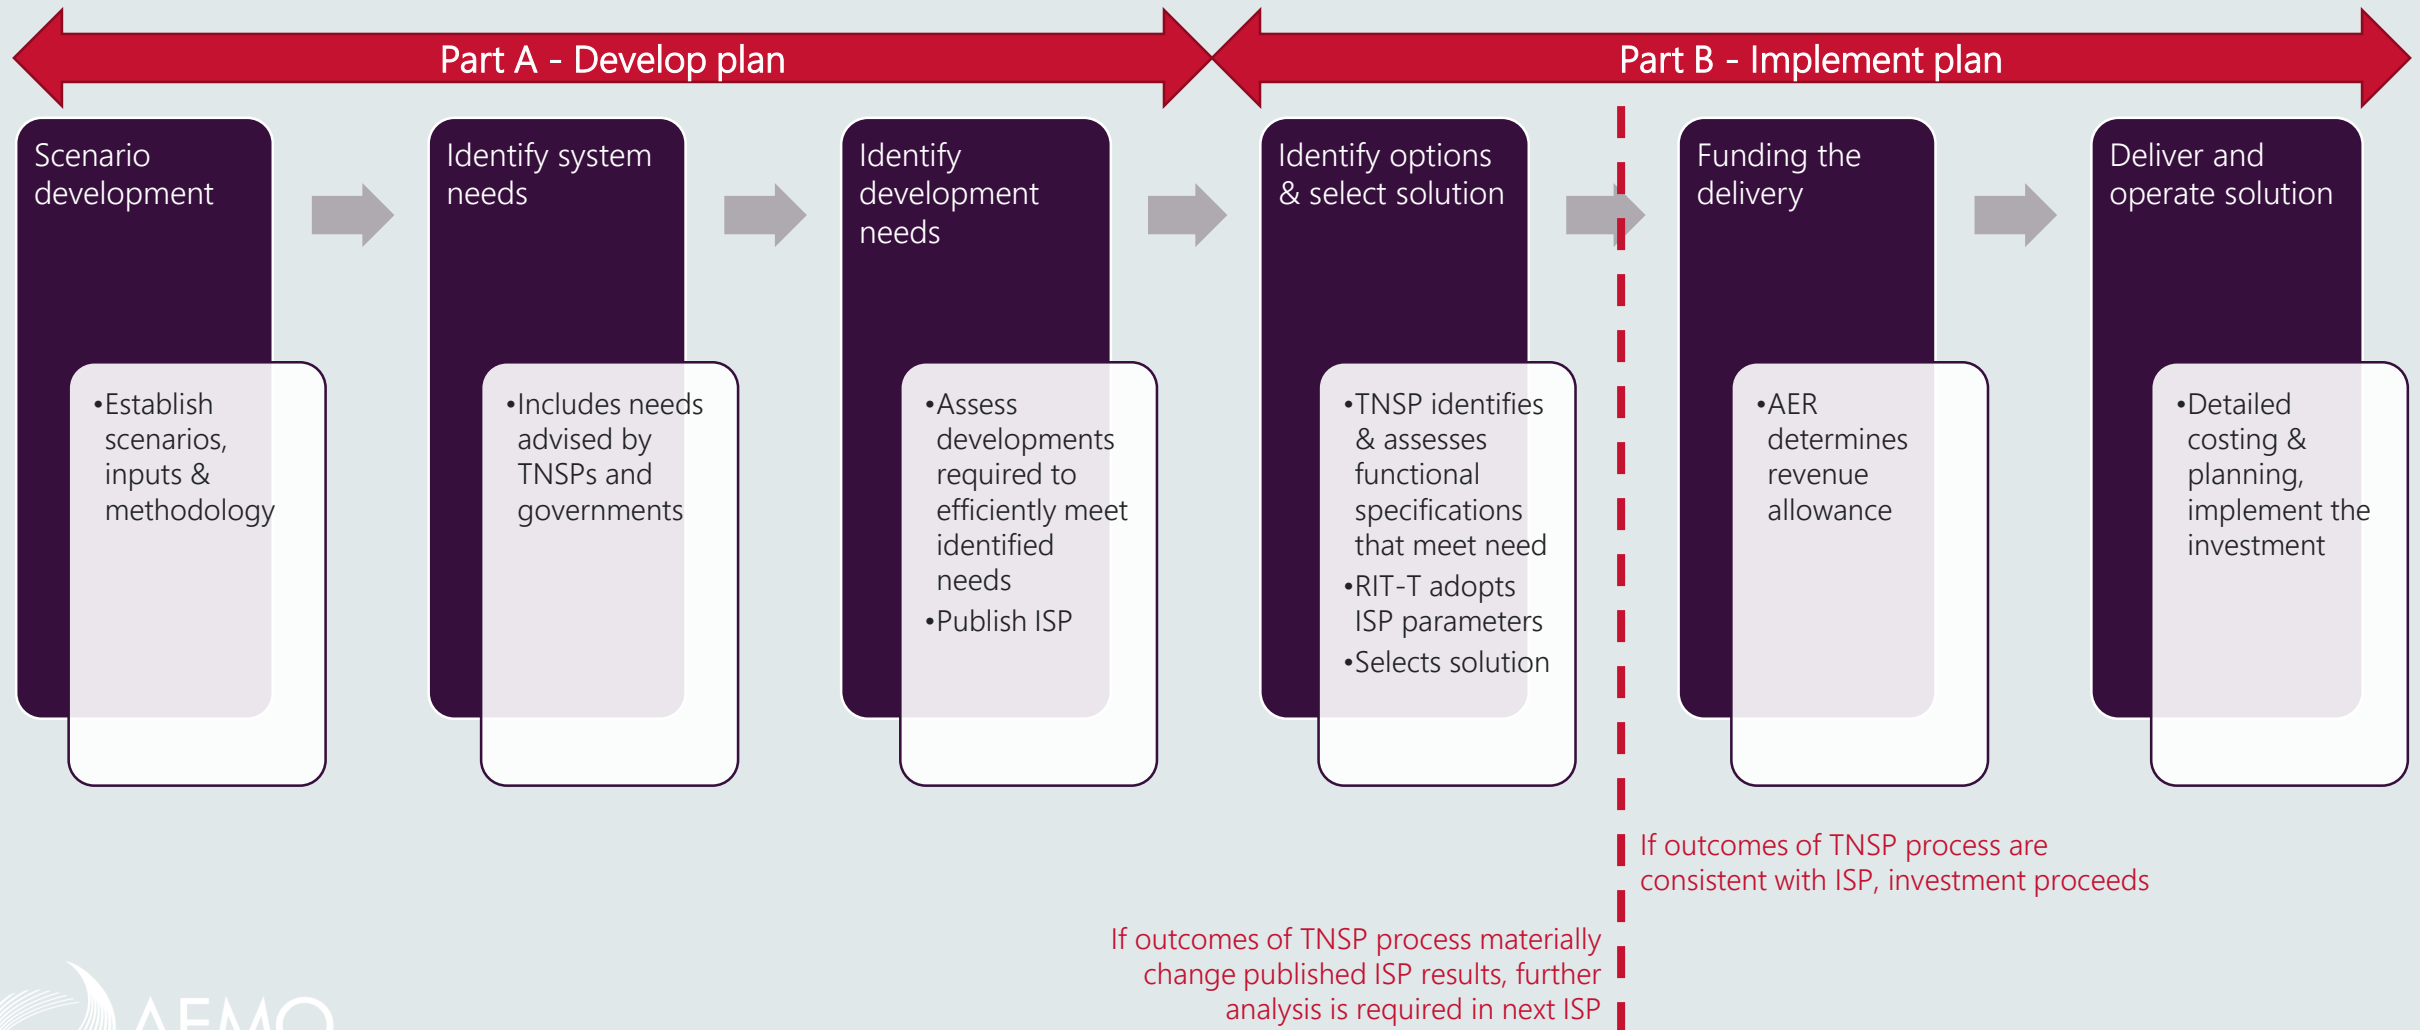 Part A - Develop plan
Part B - Implement plan
Scenario
development
Identify system
needs
Identify
development
needs
Identify options
& select solution
Funding the
delivery
Deliver and
operate solution
•Establish
scenarios,
inputs &
methodology
•Includes needs
advised by
TNSPs and
governments
•Assess
developments
required to
efficiently meet
identified
needs
•Publish ISP
•TNSP identifies
& assesses
functional
specifications
that meet need
•RIT-T adopts
ISP parameters
•Selects solution
•AER
determines
revenue
allowance
•Detailed
costing &
planning,
implement the
investment
If outcomes of TNSP process are
consistent with ISP, investment proceeds
If outcomes of TNSP process materially
change published ISP results, further
analysis is required in next ISP
AEMO